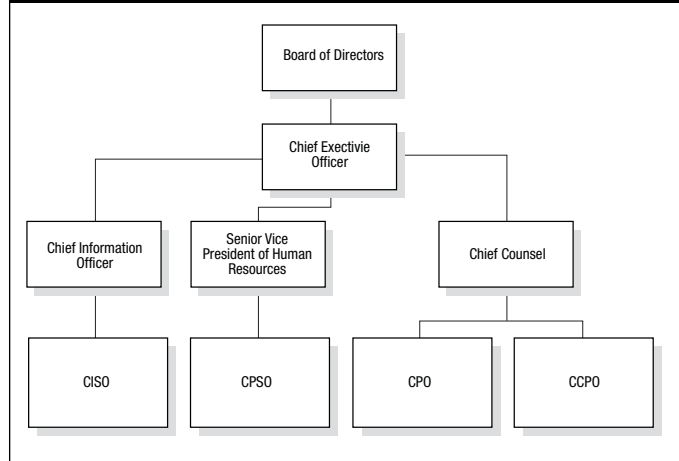 Board of Directors
Chief Exectivie
Officer
Chief Information
Officer
Senior Vice
President of Human
Resources
Chief Counsel
CISO
CPSO
CPO
CCPO